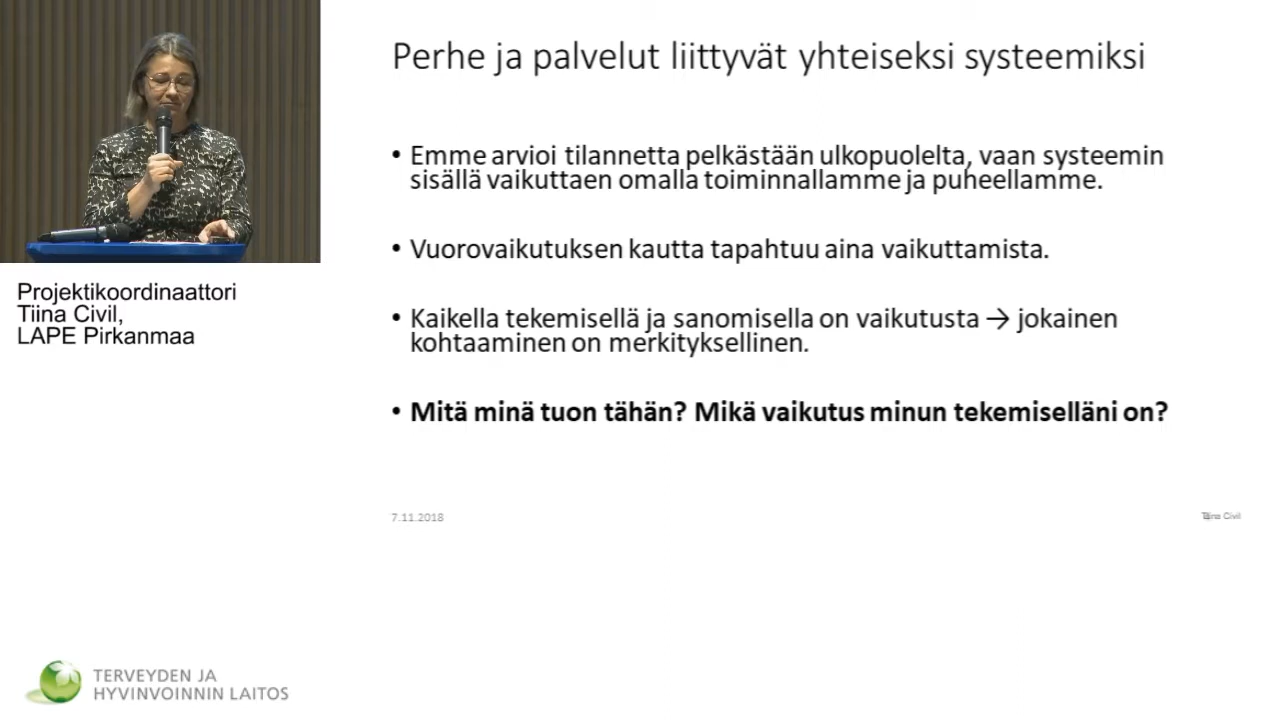 Perhe ja palvelut liittyvät yhteiseksi systeemiksi
• Emme arvioi tilannetta pelkästään ulkopuolelta, vaan systeemin
sisällä vaikuttaen omalla toiminnallamme ja puheellamme.
• Vuorovaikutuksen kautta tapahtuu aina vaikuttamista.
• Kaikella tekemisellä ja sanomisella on vaikutusta → jokainen
kohtaaminen on merkityksellinen.
• Mitä minä tuon tähän? Mikä vaikutus minun tekemiselläni on?
7.11.2018
Tiina Civil
Projektikoordinaattori
Tiina Civil,
LAPE Pirkanmaa
TERVEYDEN JA
HYVINVOINNIN LAITOS